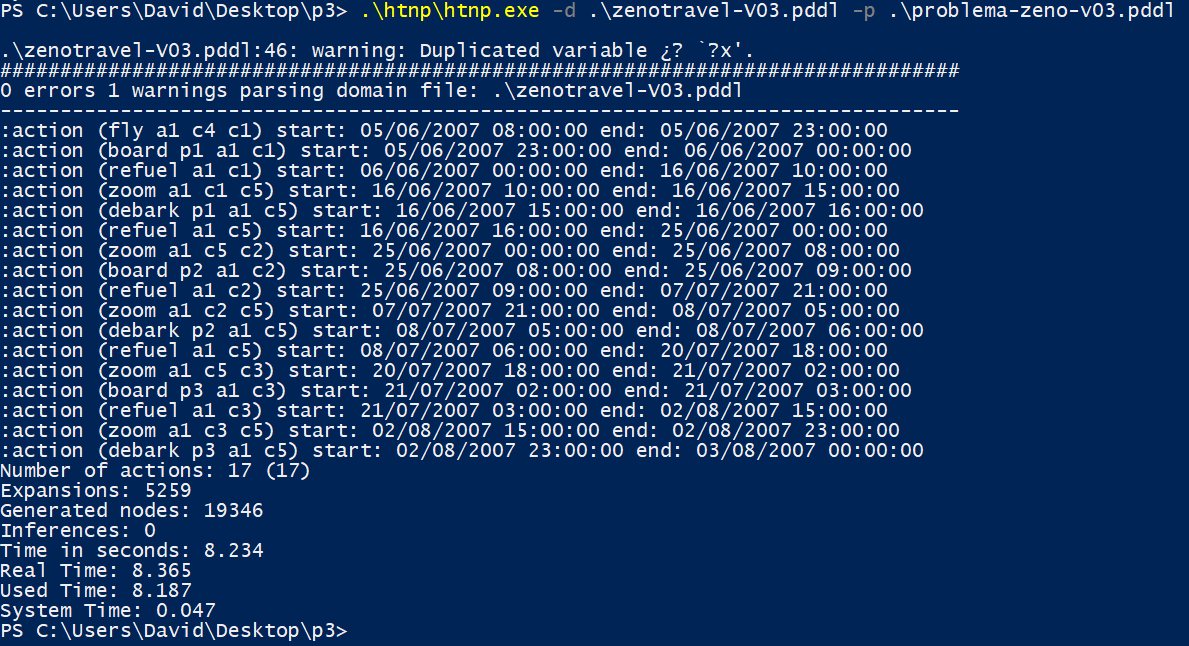 PS C:\Users\David\Desktop\p3> .\htnp\htnp.exe -d .\zenotravel-V03.pddl -p .\problema-zeno-v03.pddl
.\zenotravel-V03.pddl:46: warning: Duplicated variable ¿? `?x'.
################################################################################
0 errors 1 warnings parsing domain file: .\zenotravel-V03.pddl
--------------------------------------------------------------------------------
:action (fly a1 c4 c1) start: 05/06/2007 08:00:00 end: 05/06/2007 23:00:00
:action (board p1 a1 c1) start: 05/06/2007 23:00:00 end: 06/06/2007 00:00:00
:action (refuel a1 c1) start: 06/06/2007 00:00:00 end: 16/06/2007 10:00:00
:action (zoom a1 c1 c5) start: 16/06/2007 10:00:00 end: 16/06/2007 15:00:00
:action (debark p1 a1 c5) start: 16/06/2007 15:00:00 end: 16/06/2007 16:00:00
:action (refuel a1 c5) start: 16/06/2007 16:00:00 end: 25/06/2007 00:00:00
:action (zoom a1 c5 c2) start: 25/06/2007 00:00:00 end: 25/06/2007 08:00:00
:action (board p2 a1 c2) start: 25/06/2007 08:00:00 end: 25/06/2007 09:00:00
:action (refuel a1 c2) start: 25/06/2007 09:00:00 end: 07/07/2007 21:00:00
:action (zoom a1 c2 c5) start: 07/07/2007 21:00:00 end: 08/07/2007 05:00:00
:action (debark p2 a1 c5) start: 08/07/2007 05:00:00 end: 08/07/2007 06:00:00
:action (refuel a1 c5) start: 08/07/2007 06:00:00 end: 20/07/2007 18:00:00
:action (zoom a1 c5 c3) start: 20/07/2007 18:00:00 end: 21/07/2007 02:00:00
:action (board p3 a1 c3) start: 21/07/2007 02:00:00 end: 21/07/2007 03:00:00
:action (refuel a1 c3) start: 21/07/2007 03:00:00 end: 02/08/2007 15:00:00
:action (zoom a1 c3 c5) start: 02/08/2007 15:00:00 end: 02/08/2007 23:00:00
:action (debark p3 a1 c5) start: 02/08/2007 23:00:00 end: 03/08/2007 00:00:00
Number of actions: 17 (17)
Expansions: 5259
Generated nodes: 19346
Inferences: 0
Time in seconds: 8.234
Real Time: 8.365
Used Time: 8.187
System Time: 0.047
PS C:\Users\David\Desktop\p3>